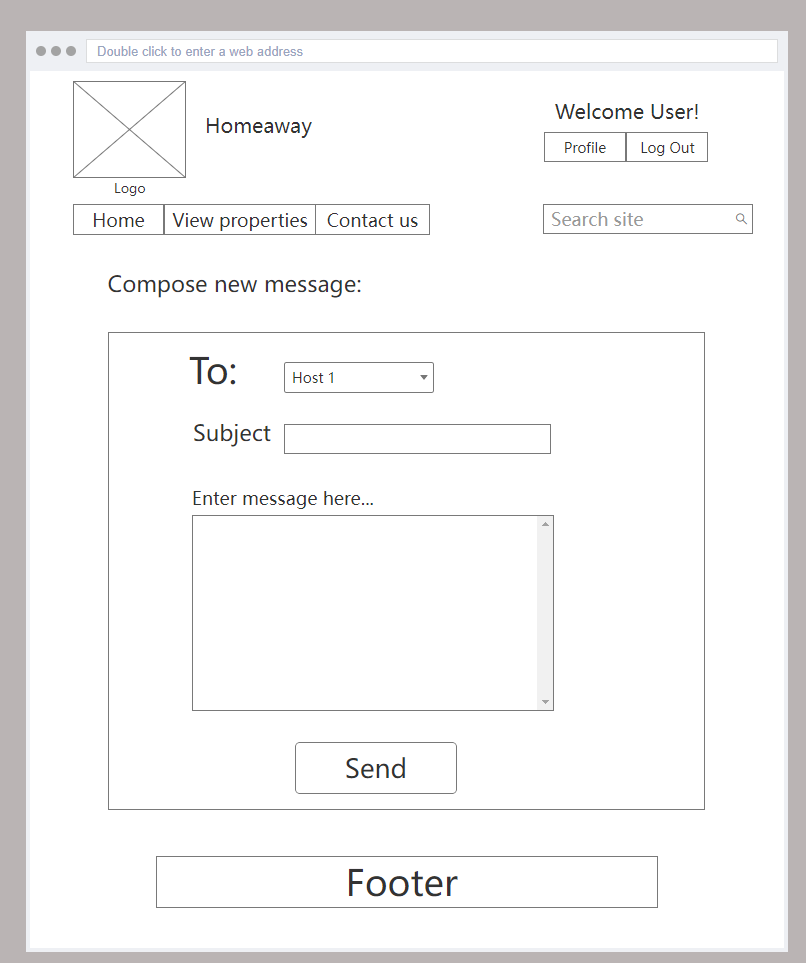 Double click to enter a web address
Homeaway
Welcome User!
Profile
Log Out
Logo
Home
View properties
Contact us
Search site
Compose new message:
To:
Host 1
Subject
Enter message here...
Send
Footer